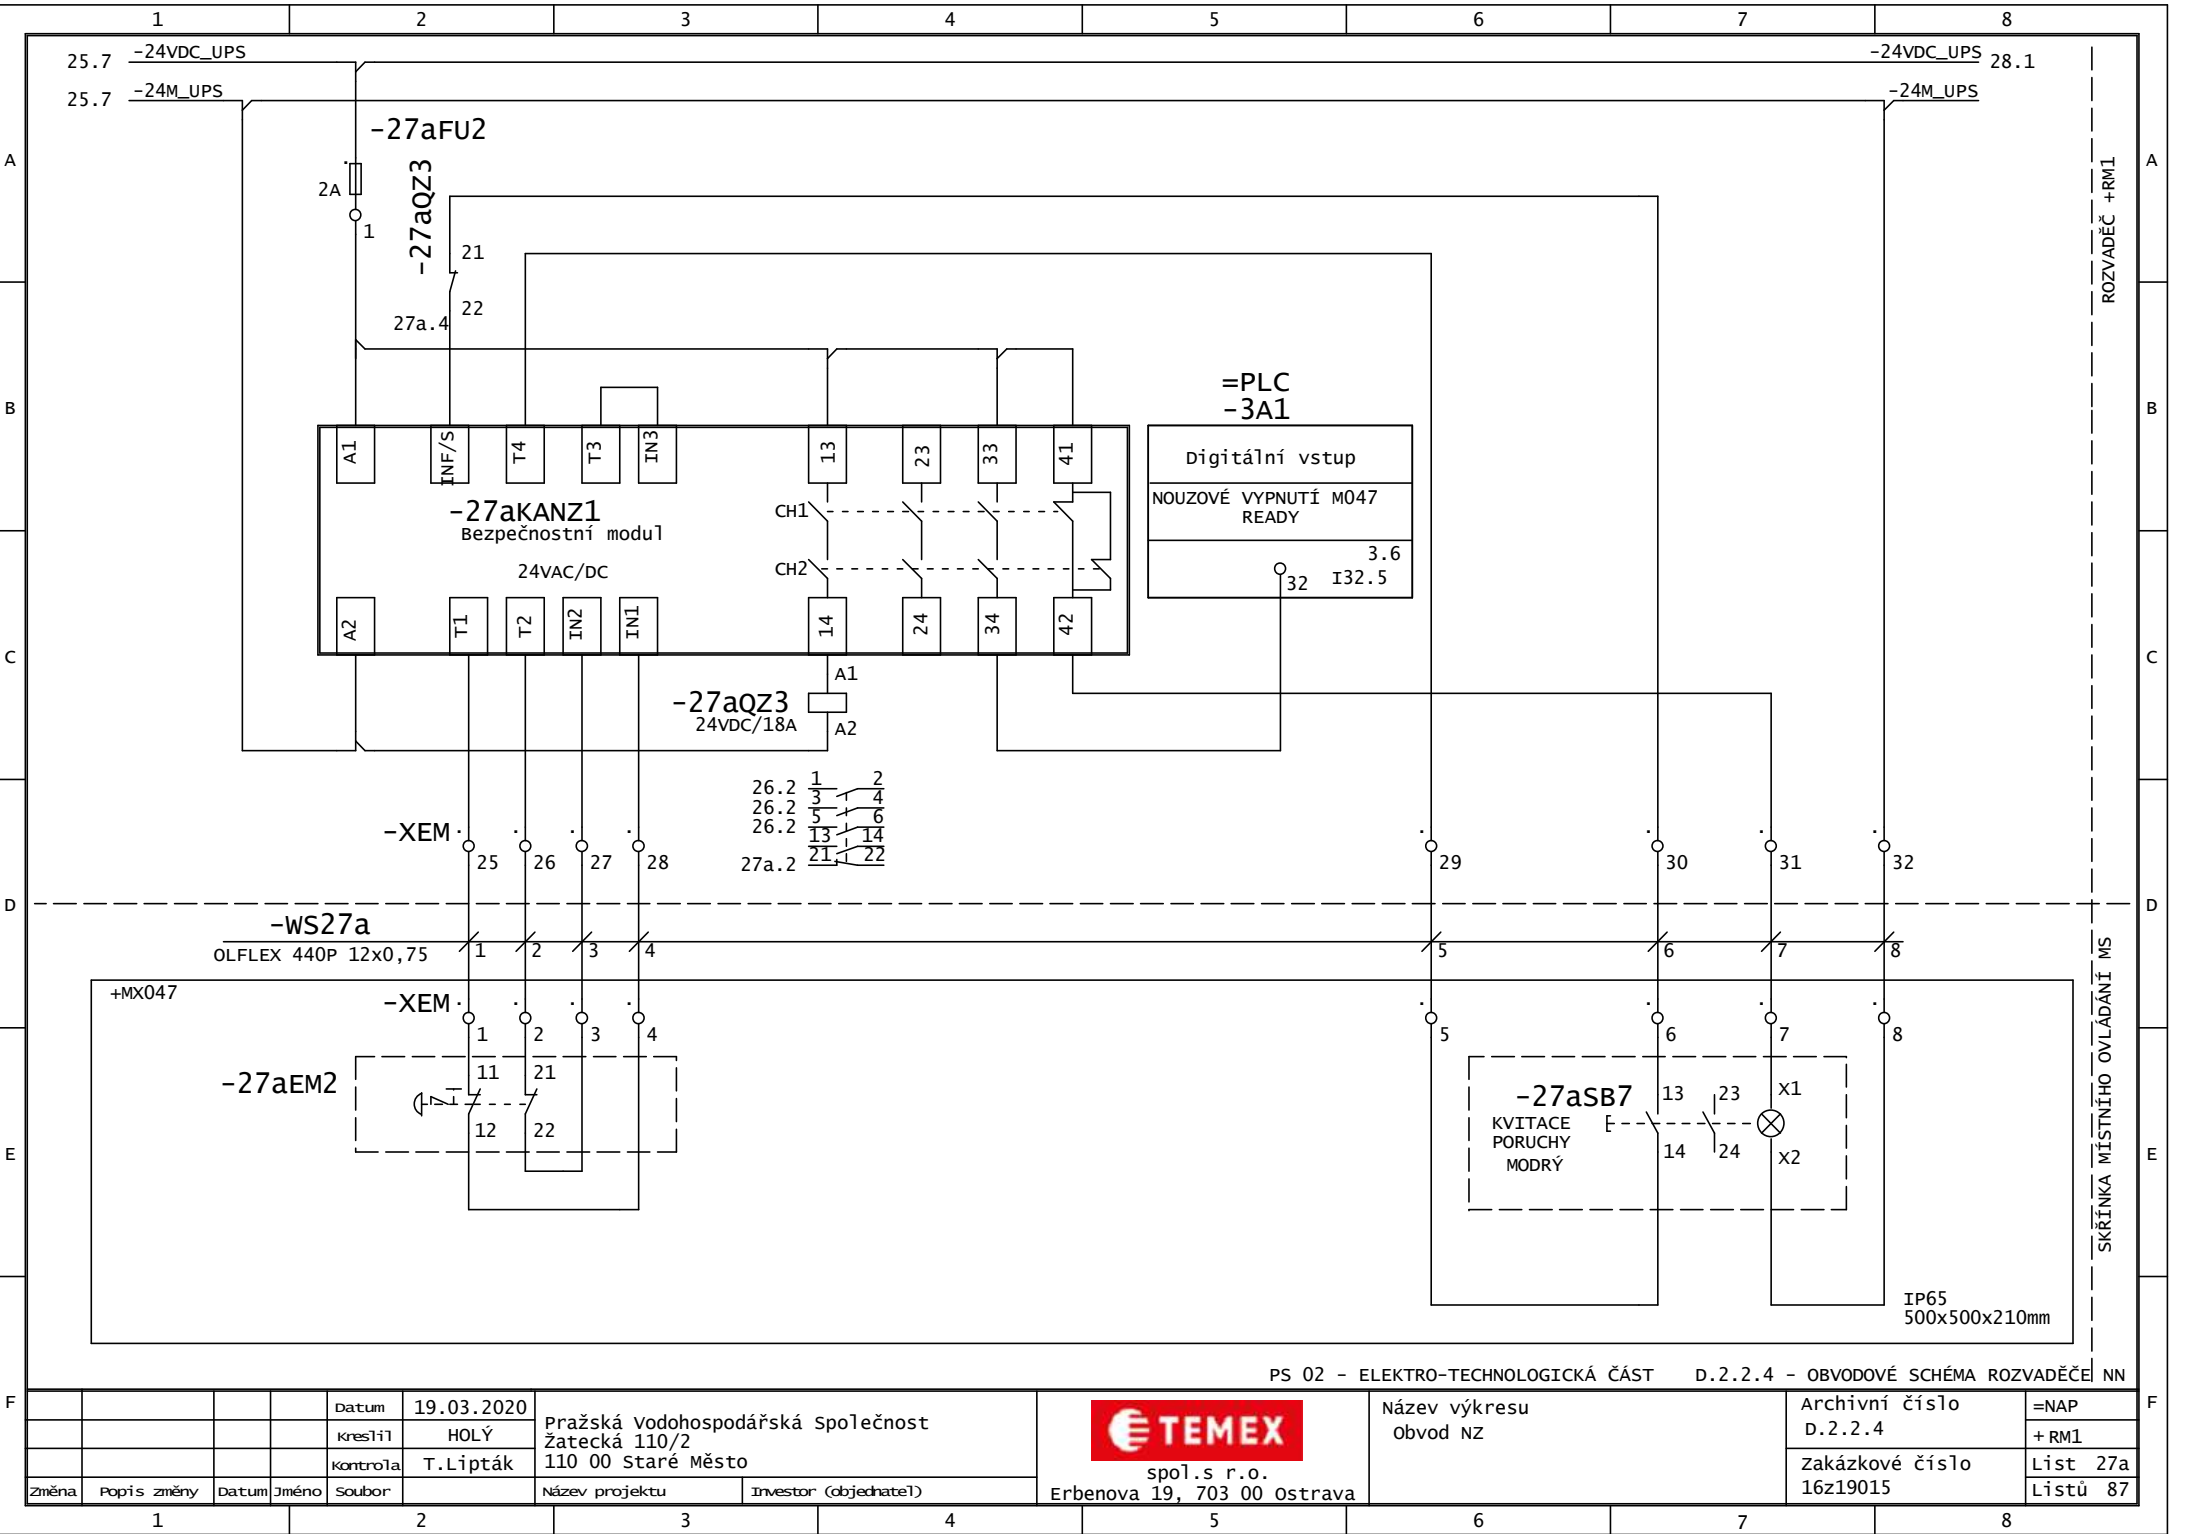 1 2 3 4 5 6 7 8
25.7 -24VDC_UPS
-24VDC_UPS 28.1
25.7 -24M_UPS
-24M_UPS
-27aFU2
A
A
2A
1
-27aQZ3
21
22
27a.4
ROZVADĚČ +RM1
B
B
=PLC
-3A1
A1 INF/S T4 T3 IN3 13 23 33 41
Digitální vstup
NOUZOVÉ VYPNUTÍ M047
READY
-27aKANZ1
Bezpečnostní modul
CH1
24VAC/DC
CH2
3.6
32 I32.5
A2 T1 T2 IN2 IN1 14 24 34 42
C
C
A1
-27aQZ3
24VDC/18A
A2
26.2 1 2
26.2 3 4
26.2 5 6
13 14
27a.2 21 22
-XEM
25 26 27 28 29 30 31 32
D
D
-WS27a
OLFLEX 440P 12x0,75
1 2 3 4 5 6 7 8
+MX047
-XEM
1 2 3 4 5 6 7 8
SKŘÍNKA MÍSTNÍHO OVLÁDÁNÍ MS
-27aEM2
11 21
12 22
-27aSB7
KVITACE
PORUCHY
MODRÝ
13 23 X1
14 24 X2
E
E
IP65
500x500x210mm
PS 02 - ELEKTRO-TECHNOLOGICKÁ ČÁST D.2.2.4 - OBVODOVÉ SCHÉMA ROZVADĚČE NN
F
F
Datum 19.03.2020
Kreslil HOLÝ
Kontrola T.Lipták
Změna Popis změny Datum Jméno Soubor
Pražská Vodohospodářská Společnost
Žatecká 110/2
110 00 Staré Město
Název projektu Investor (objednatel)
TEMEX
spol.s r.o.
Erbenova 19, 703 00 Ostrava
Název výkresu
Obvod NZ
Archivní číslo
D.2.2.4
Zakázkové číslo
16z19015
=NAP
+ RM1
List 27a
Listů 87
1 2 3 4 5 6 7 8